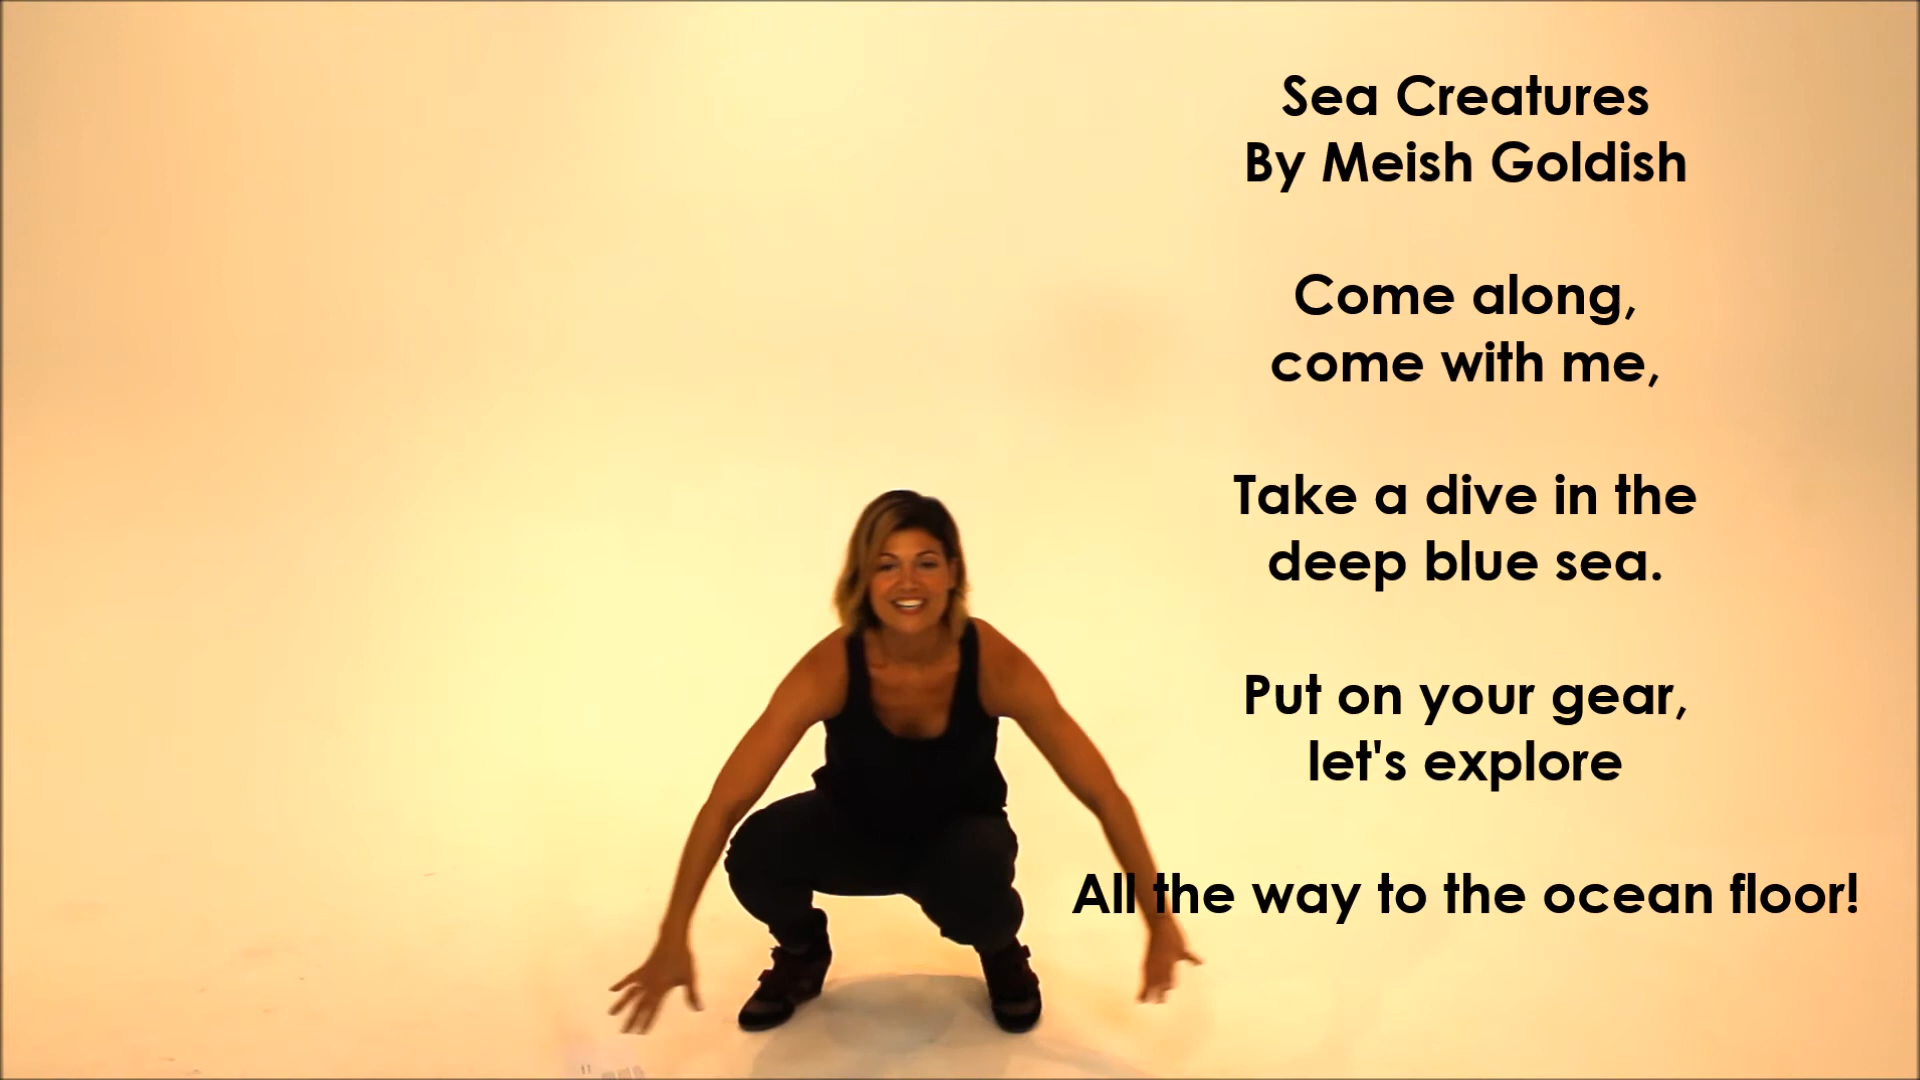 Sea Creatures
By Meish Goldish
Come along,
come with me,
Take a dive in the
deep blue sea.
Put on your gear,
let's explore
All the way to the ocean floor!